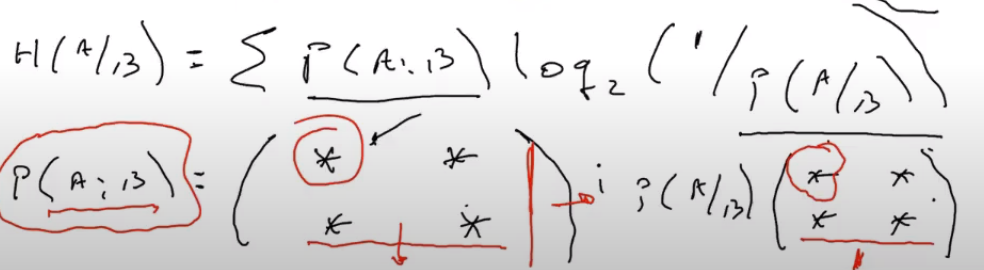 H(A/B) = Σ P(A;B) log₂ (1/P(A/B))
P(A;B) = ( * * * * ) ; P(A/B) ( * * * * )